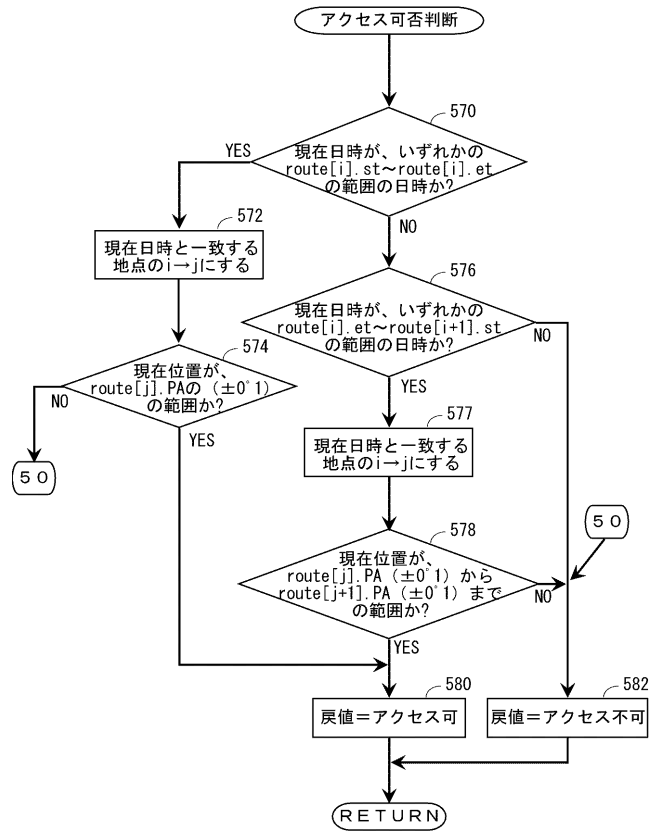 アクセス可否判断
570
現在日時が、いずれかの
route[i].st～route[i].et
の範囲の日時か?
YES
NO
572
現在日時と一致する
地点のi→jにする
576
現在日時が、いずれかの
route[i].et～route[i+1].st
の範囲の日時か?
NO
YES
574
現在位置が、
route[j].PAの（±0°1）
の範囲か?
NO
YES
577
現在日時と一致する
地点のi→jにする
５０
５０
578
現在位置が、
route[j].PA（±0°1）から
route[j+1].PA（±0°1）まで
の範囲か?
NO
YES
580
戻値＝アクセス可
582
戻値＝アクセス不可
ＲＥＴＵＲＮ